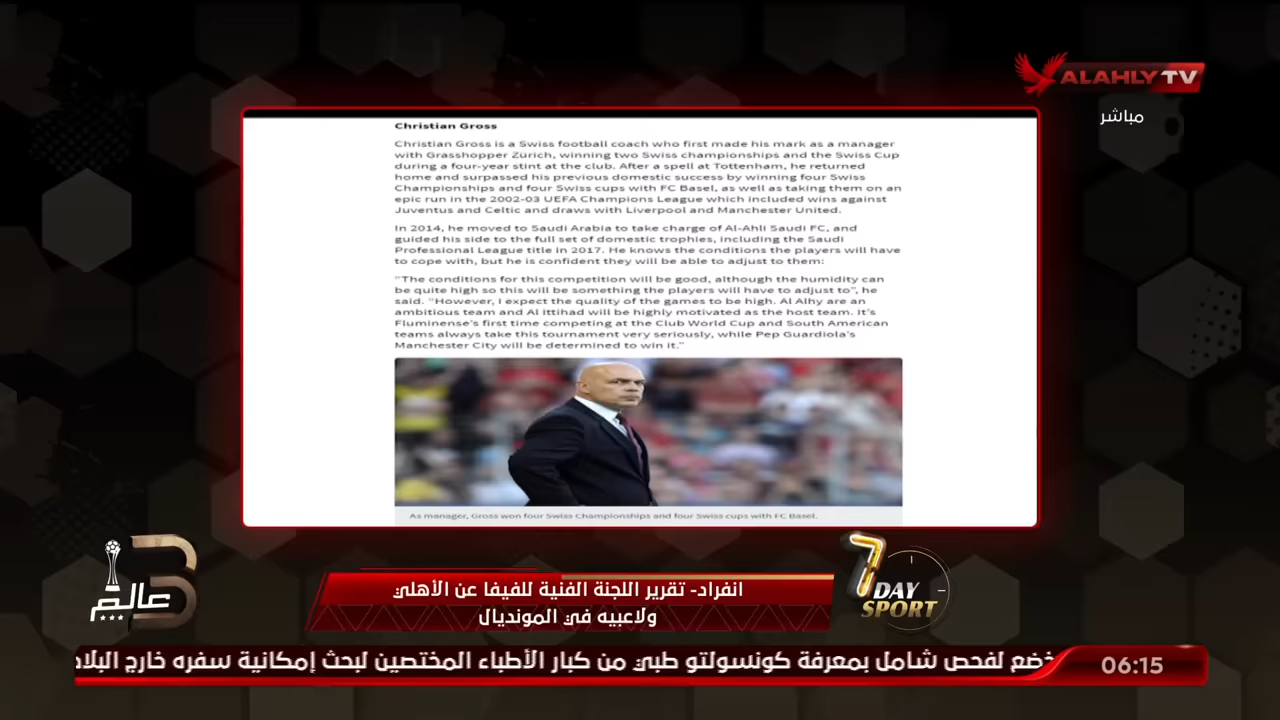 ALAHLY TV
مباشر
Christian Gross
Christian Gross is a Swiss football coach who first made his mark as a manager
with Grasshopper Zürich, winning two Swiss championships and the Swiss Cup
during a four-year stint at the club. After a spell at Tottenham, he returned
home and surpassed his previous domestic success by winning four Swiss
Championships and four Swiss cups with FC Basel, as well as taking them on an
epic run in the 2002-03 UEFA Champions League which included wins against
Juventus and Celtic and draws with Liverpool and Manchester United.
In 2014, he moved to Saudi Arabia to take charge of Al-Ahli Saudi FC, and
guided his side to the full set of domestic trophies, including the Saudi
Professional League title in 2017. He knows the conditions the players will have
to cope with, but he is confident they will be able to adjust to them:
"The conditions for this competition will be good, although the humidity can
be quite high so this will be something the players will have to adjust to", he
said. "However, I expect the quality of the games to be high. Al Alhy are an
ambitious team and Al Ittihad will be highly motivated as the host team. It's
Fluminense's first time competing at the Club World Cup and South American
teams always take this tournament very seriously, while Pep Guardiola's
Manchester City will be determined to win it."
As manager, Gross won four Swiss Championships and four Swiss cups with FC Basel.
3 عالم
انفراد- تقرير اللجنة الفنية للفيفا عن الأهلي
ولاعبيه في المونديال
7 DAY
SPORT
خضع لفحص شامل بمعرفة كونسولتو طبي من كبار الأطباء المختصين لبحث إمكانية سفره خارج البلاد
06:15